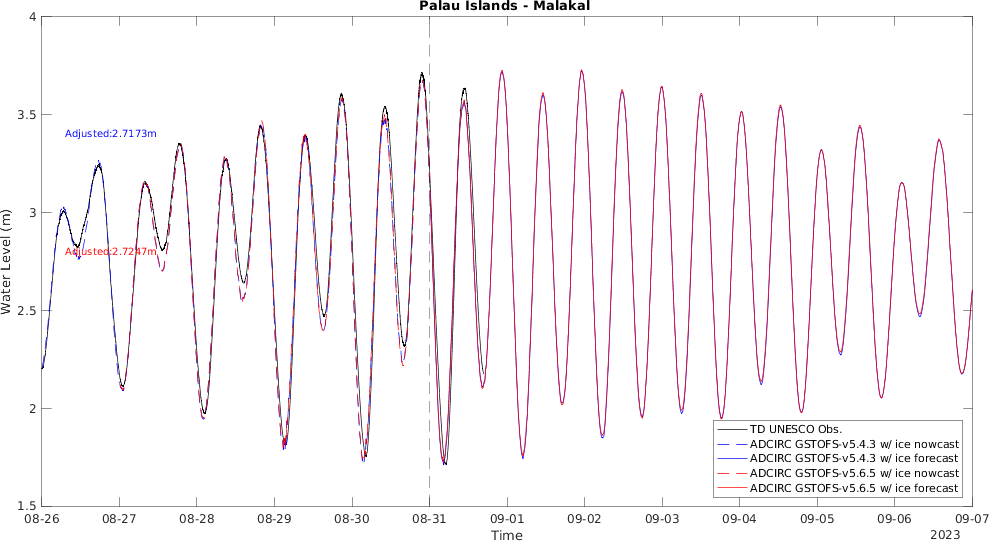 Palau Islands - Malakal
4
3.5
3
2.5
2
1.5
Water Level (m)
Adjusted:2.7173m
Adjusted:2.7247m
TD UNESCO Obs.
ADCIRC GSTOFS-v5.4.3 w/ ice nowcast
ADCIRC GSTOFS-v5.4.3 w/ ice forecast
ADCIRC GSTOFS-v5.6.5 w/ ice nowcast
ADCIRC GSTOFS-v5.6.5 w/ ice forecast
08-26 08-27 08-28 08-29 08-30 08-31 09-01 09-02 09-03 09-04 09-05 09-06 09-07
Time
2023